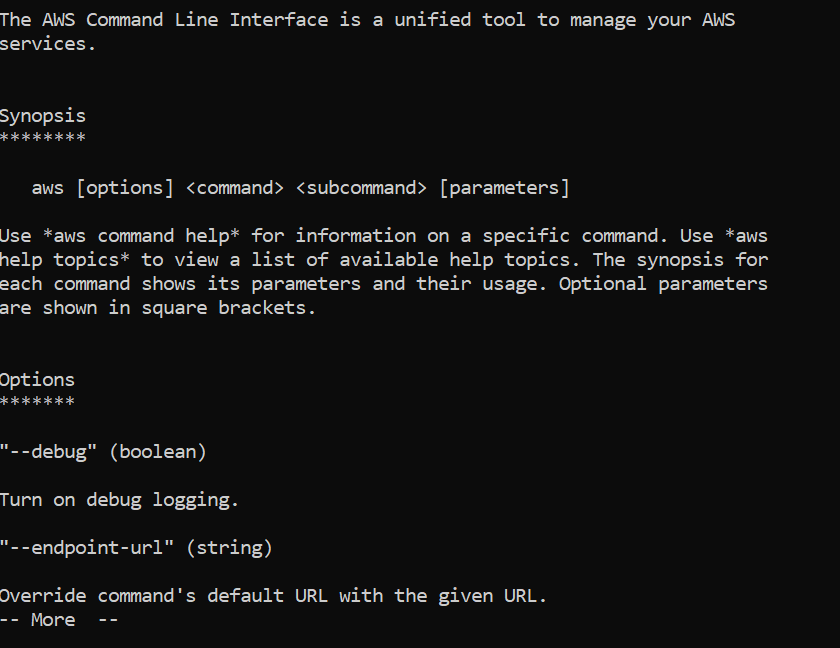 The AWS Command Line Interface is a unified tool to manage your AWS
services.
Synopsis
********
aws [options] <command> <subcommand> [parameters]
Use *aws command help* for information on a specific command. Use *aws
help topics* to view a list of available help topics. The synopsis for
each command shows its parameters and their usage. Optional parameters
are shown in square brackets.
Options
*******
"--debug" (boolean)
Turn on debug logging.
"--endpoint-url" (string)
Override command's default URL with the given URL.
-- More  --